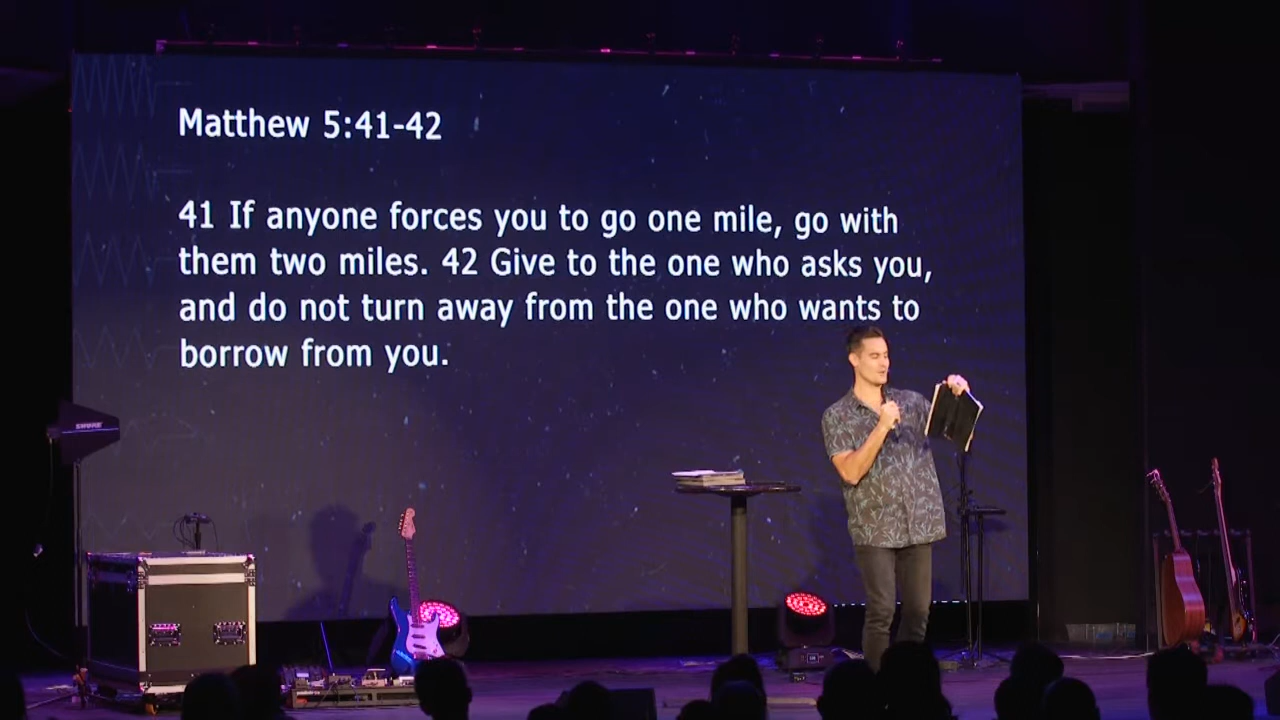 Matthew 5:41-42
41 If anyone forces you to go one mile, go with
them two miles. 42 Give to the one who asks you,
and do not turn away from the one who wants to
borrow from you.
SHURE